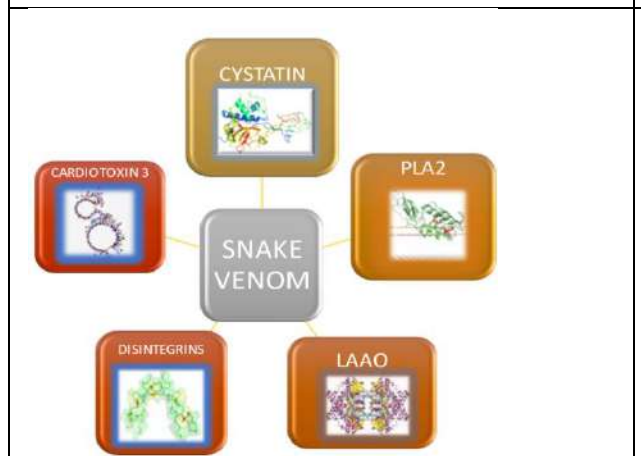 CYSTATIN
CARDIOTOXIN 3
PLA2
SNAKE
VENOM
DISINTEGRINS
LAAO